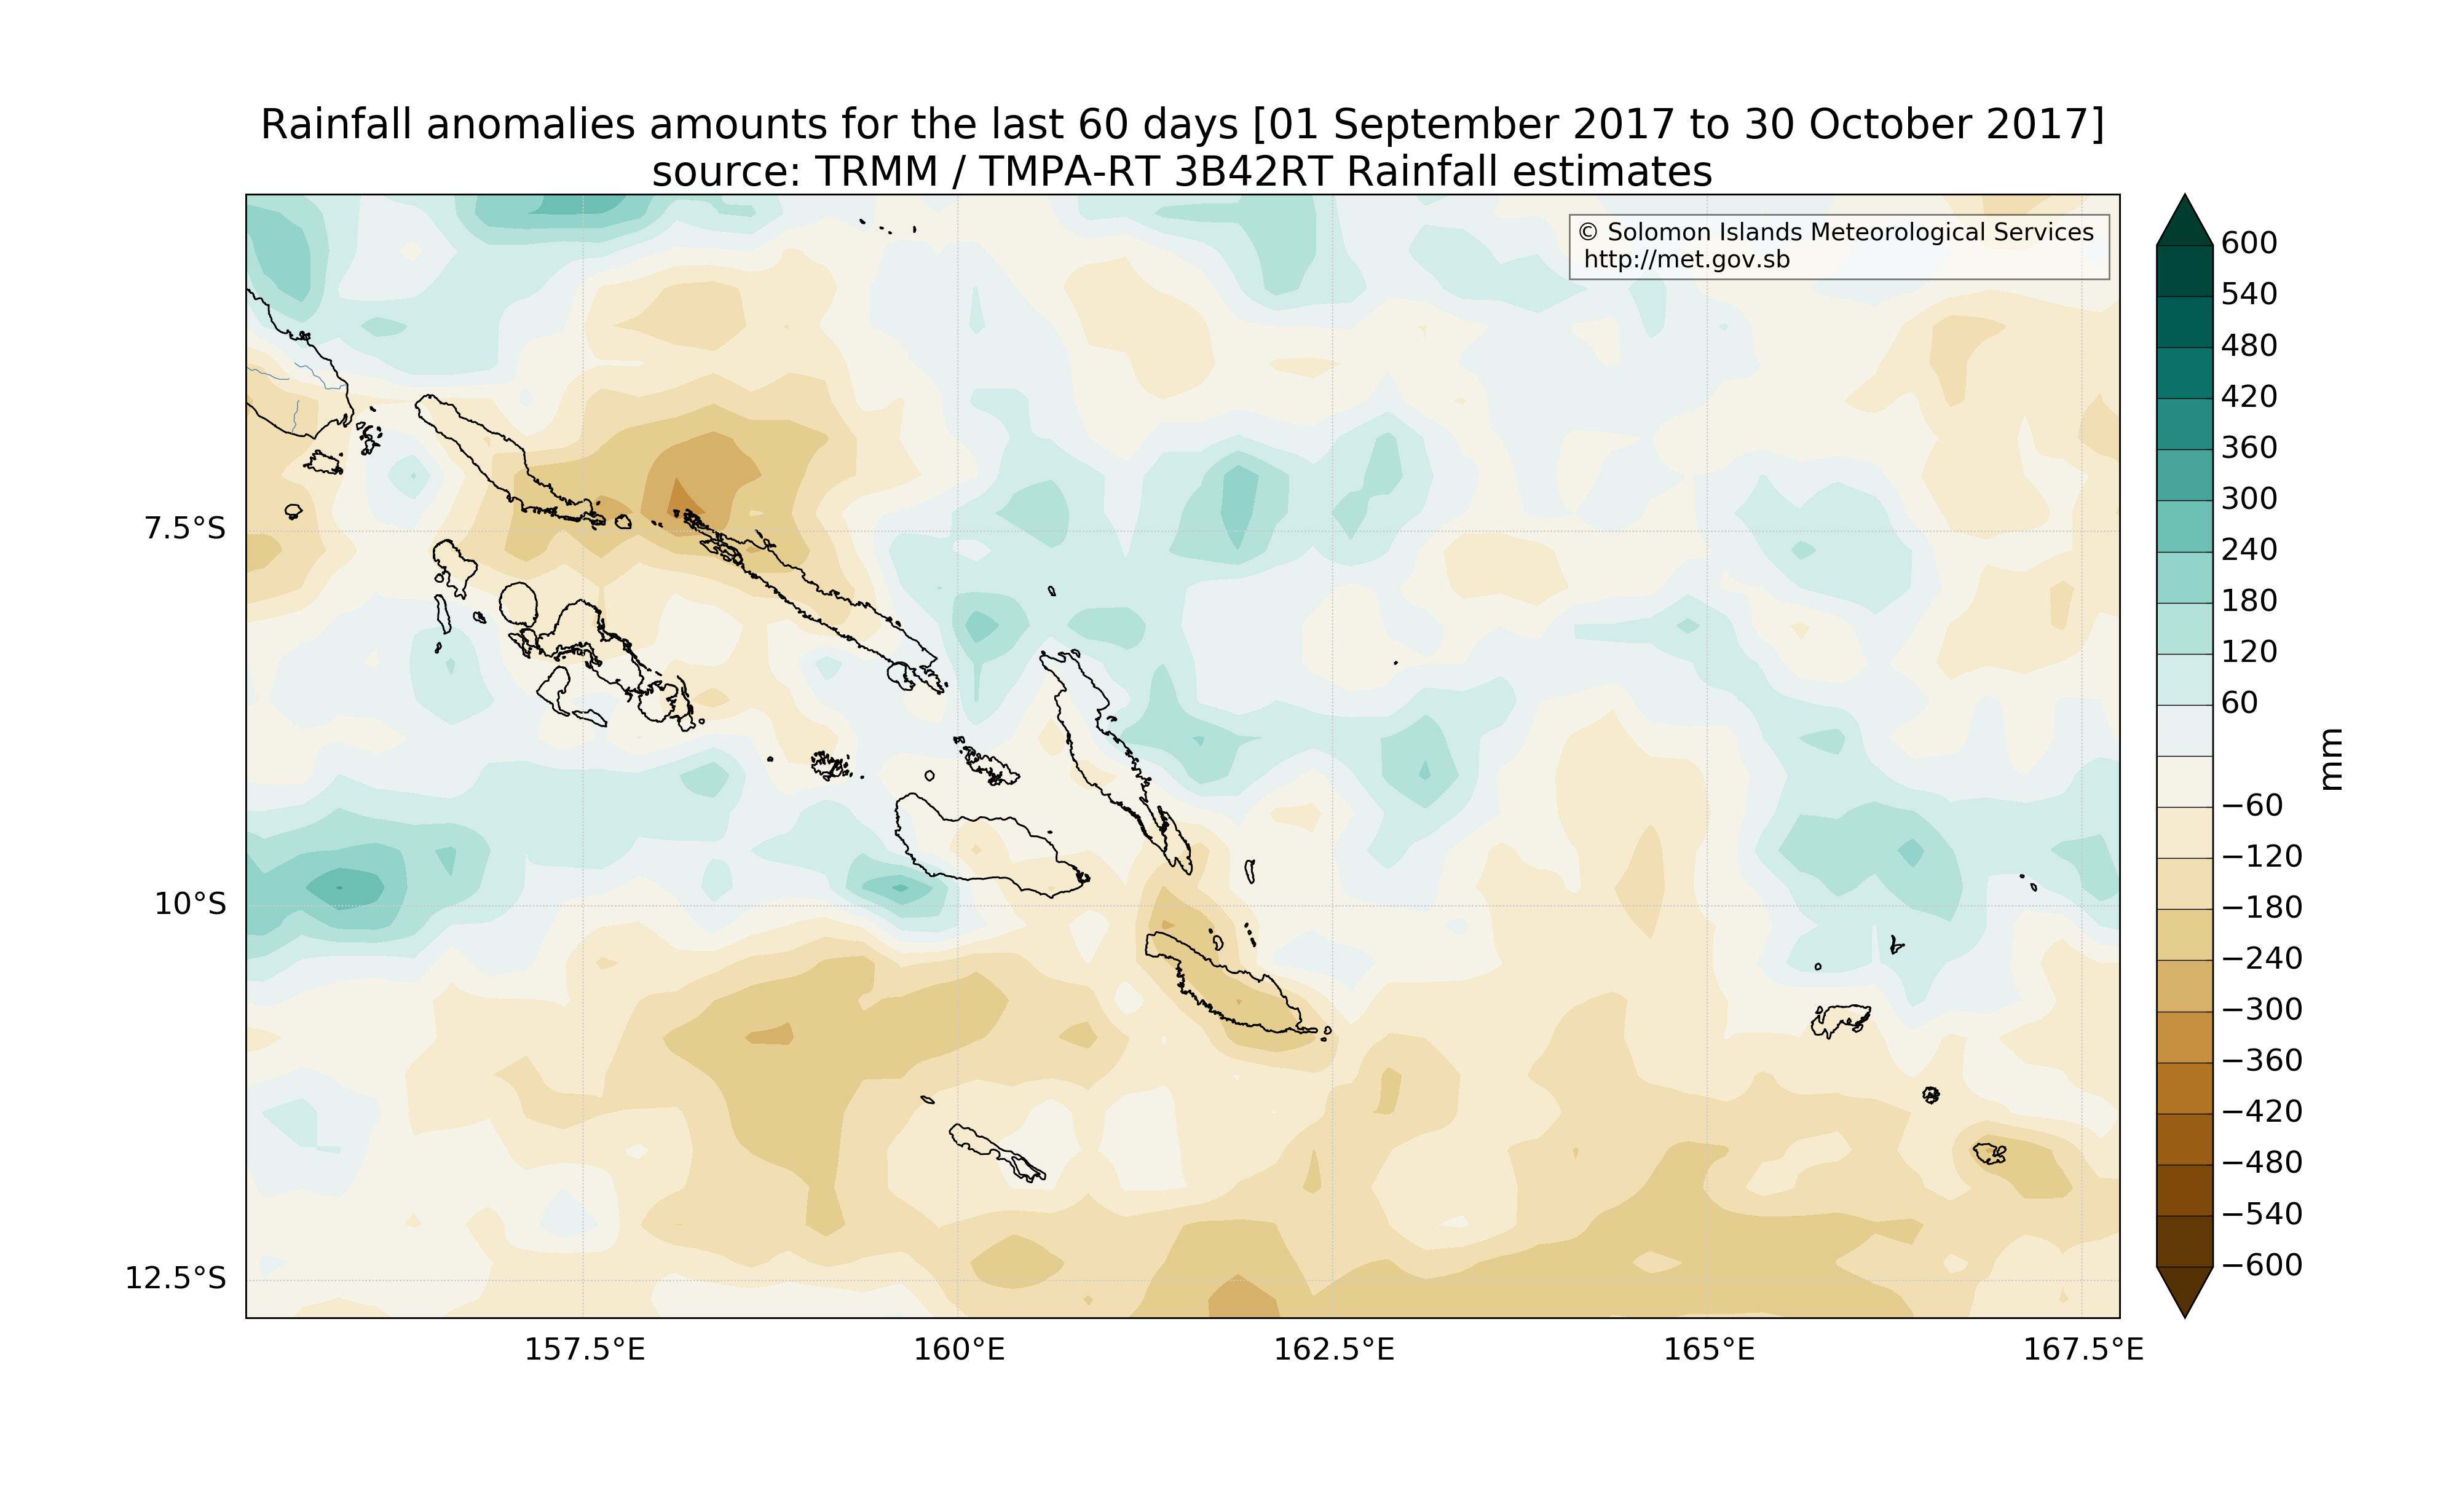 Rainfall anomalies amounts for the last 60 days [01 September 2017 to 30 October 2017]
source: TRMM / TMPA-RT 3B42RT Rainfall estimates
© Solomon Islands Meteorological Services
http://met.gov.sb
7.5°S
10°S
12.5°S
157.5°E
160°E
162.5°E
165°E
167.5°E
600
540
480
420
360
300
240
180
120
60
−60
−120
−180
−240
−300
−360
−420
−480
−540
−600
mm